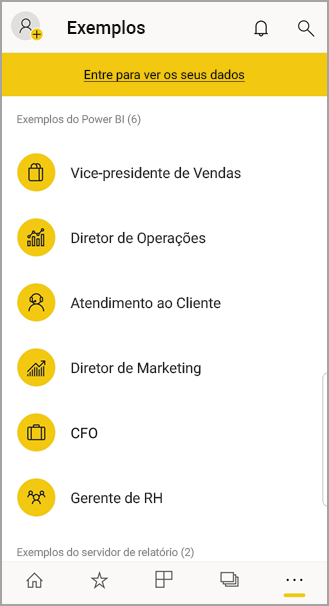 Exemplos
Entre para ver os seus dados
Exemplos do Power BI (6)
Vice-presidente de Vendas
Diretor de Operações
Atendimento ao Cliente
Diretor de Marketing
CFO
Gerente de RH
Exemplos do servidor de relatório (2)